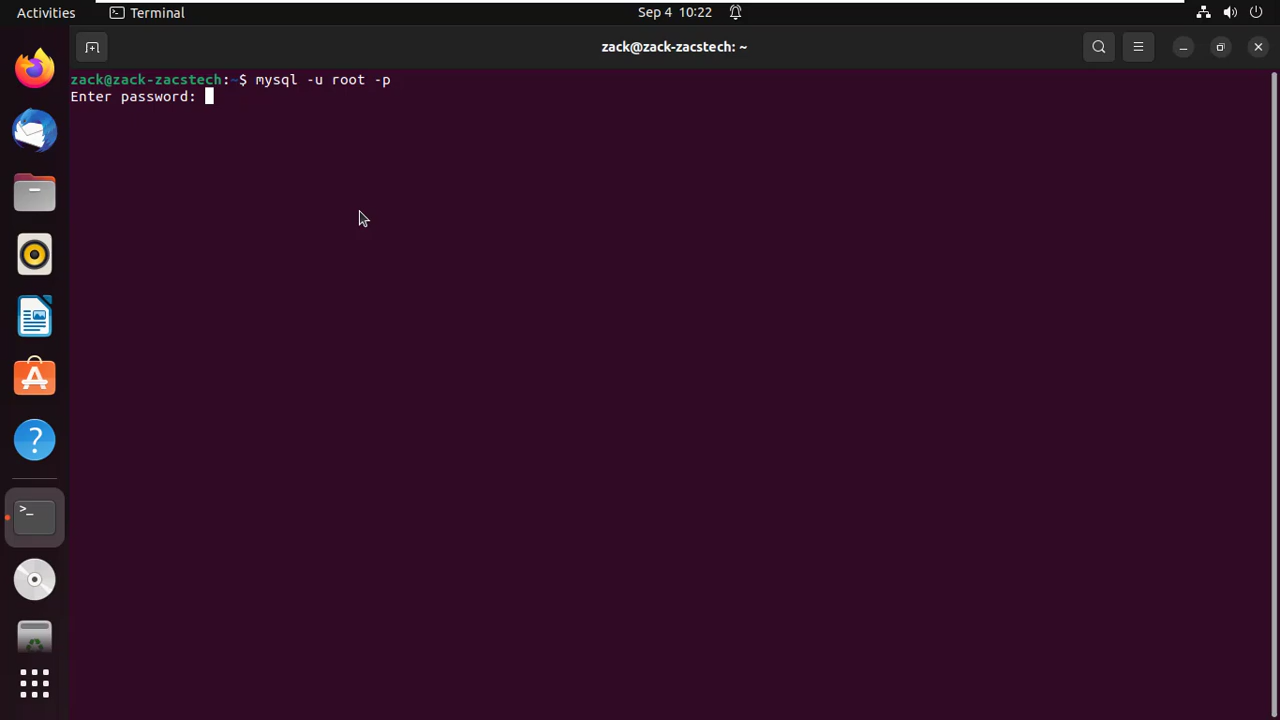 Activities
Terminal
Sep 4 10:22
zack@zack-zacstech: ~
zack@zack-zacstech:~$ mysql -u root -p
Enter password: